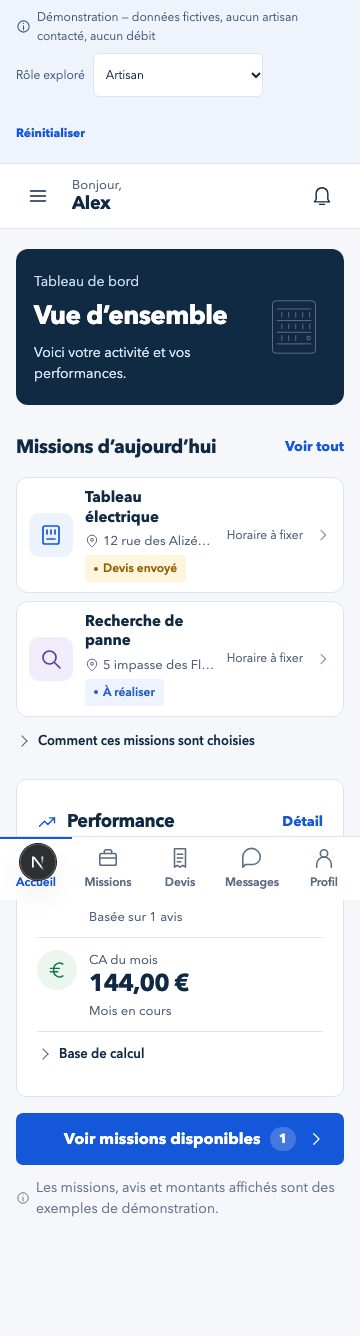 Démonstration — données fictives, aucun artisan
contacté, aucun débit
Rôle exploré
Artisan
Réinitialiser
Bonjour,
Alex
Tableau de bord
Vue d’ensemble
Voici votre activité et vos
performances.
Missions d’aujourd’hui
Voir tout
Tableau
électrique
12 rue des Alizé…
Horaire à fixer
Devis envoyé
Recherche de
panne
5 impasse des Fl…
Horaire à fixer
À réaliser
Comment ces missions sont choisies
Performance
Détail
N
Accueil
Missions
Devis
Messages
Profil
Basée sur 1 avis
CA du mois
144,00 €
Mois en cours
Base de calcul
Voir missions disponibles
1
Les missions, avis et montants affichés sont des
exemples de démonstration.